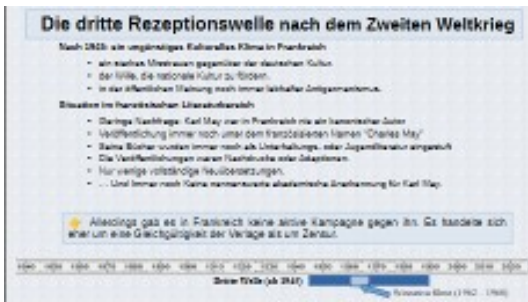 Die dritte Rezeptionswelle nach dem Zweiten Weltkrieg
Nach 1945: ein ungünstiges Kulturelles Klima in Frankreich
ein starkes Misstrauen gegenüber der deutschen Kultur.
der Wille, die nationale Kultur zu fördern.
in der öffentlichen Meinung noch immer lebhafter Antigermanismus.
Situation im französischen Literaturbereich
Geringe Nachfrage: Karl May war in Frankreich nie ein kanonischer Autor
Veröffentlichung immer noch unter dem französisierten Namen "Charles May"
Seine Bücher wurden immer noch als Unterhaltungs- oder Jugendliteratur eingestuft
Die Veröffentlichungen waren Nachdrucke oder Adaptionen.
Nur wenige vollständige Neuübersetzungen.
... Und immer noch Keine nennenswerte akademische Anerkennung für Karl May.
Allerdings gab es in Frankreich keine aktive Kampagne gegen ihn. Es handelte sich
eher um eine Gleichgültigkeit der Verlage als um Zensur.
Dritte Welle (ab 1945)
(1962 - 1968)